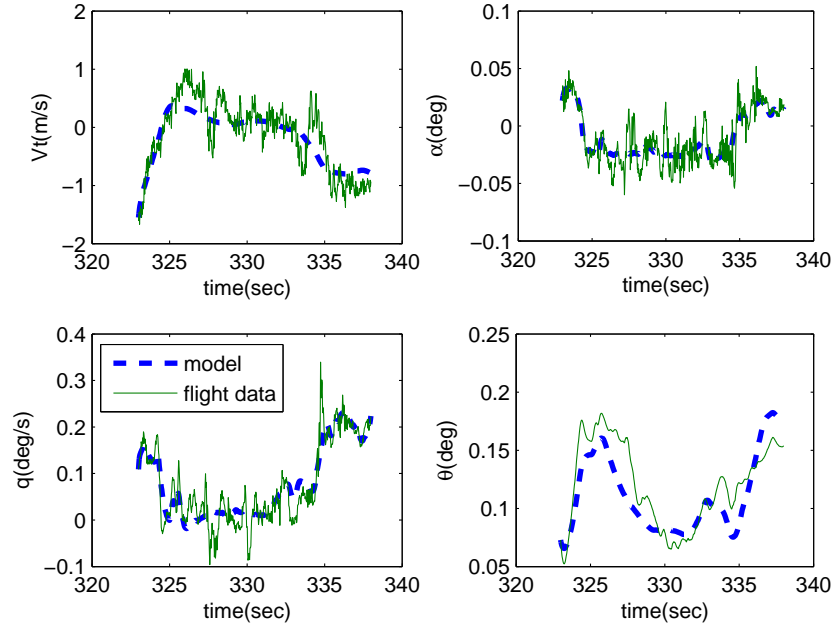 2
1
0
−1
−2
Vt(m/s)
320 325 330 335 340
time(sec)
0.1
0.05
0
−0.05
−0.1
α(deg)
320 325 330 335 340
time(sec)
0.4
0.3
0.2
0.1
0
−0.1
q(deg/s)
model
flight data
320 325 330 335 340
time(sec)
0.25
0.2
0.15
0.1
0.05
θ(deg)
320 325 330 335 340
time(sec)